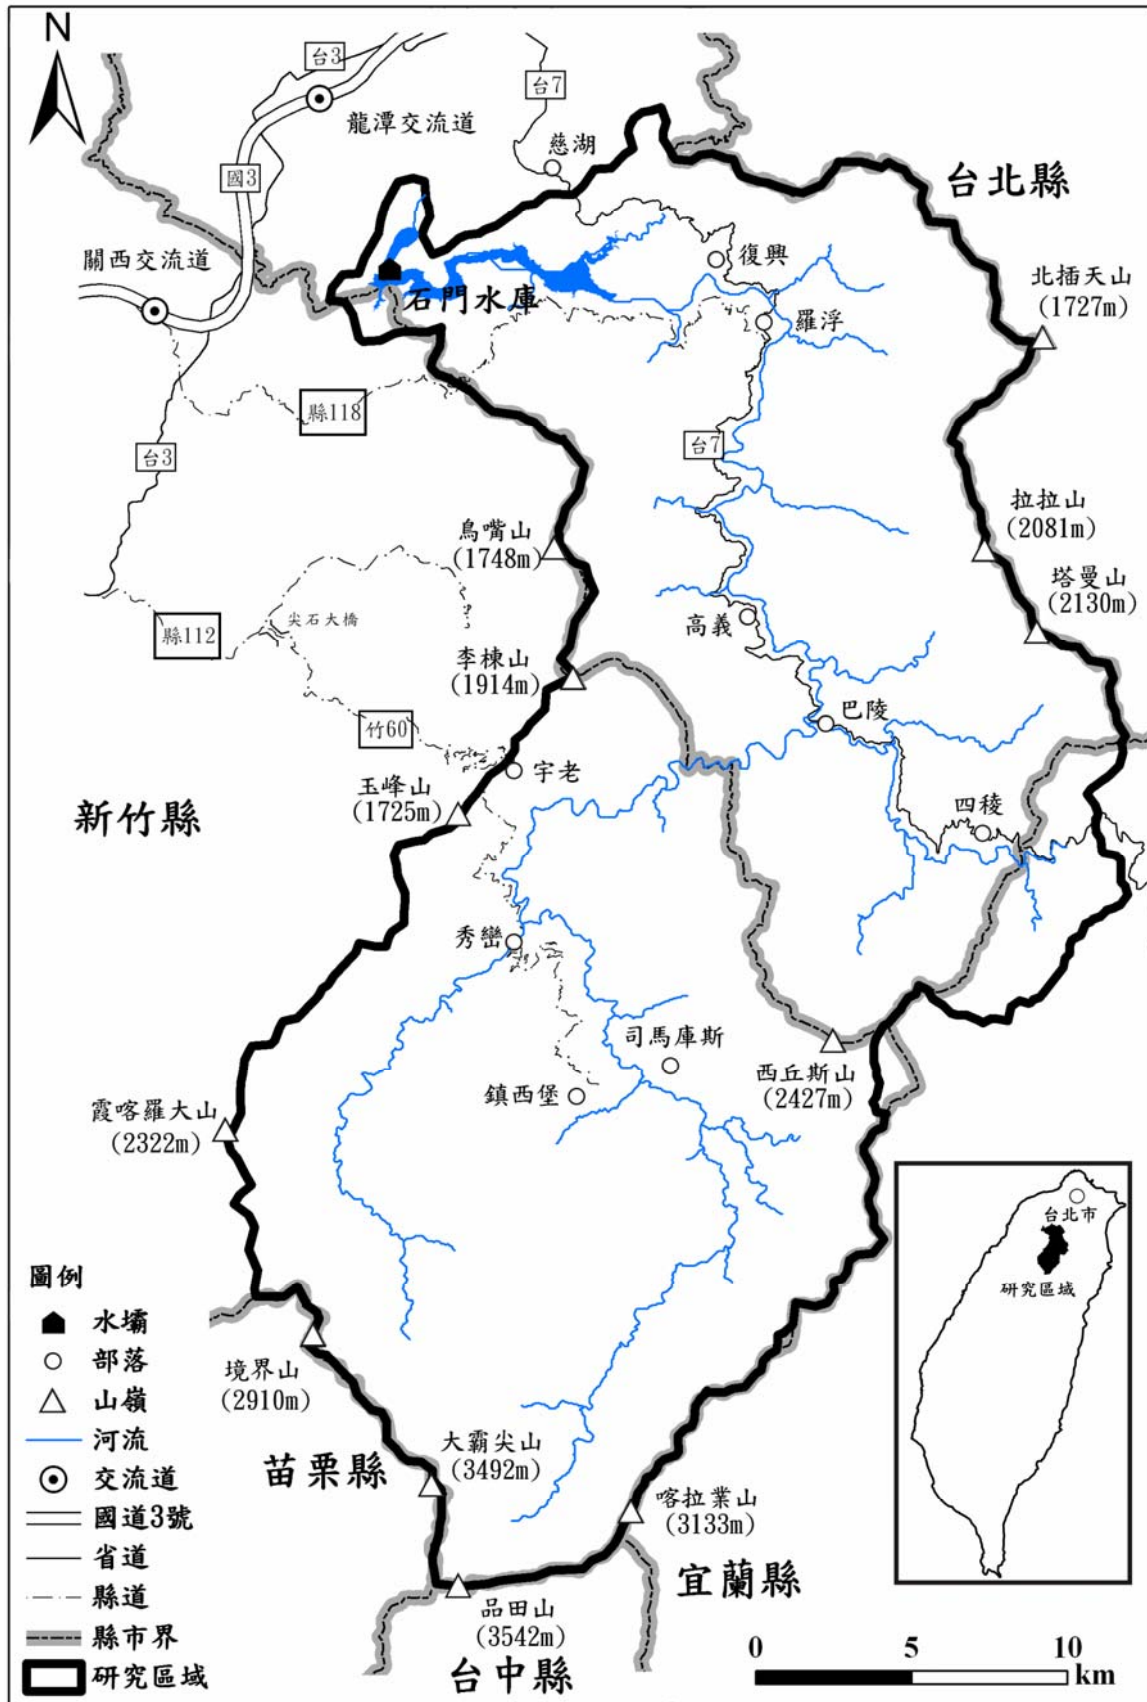 N
台3
台7
龍潭交流道
慈湖
國3
台北縣
關西交流道
復興
北插天山
(1727m)
石門水庫
羅浮
縣118
台3
台7
拉拉山
(2081m)
鳥嘴山
(1748m)
塔曼山
(2130m)
尖石大橋
高義
縣112
李棟山
(1914m)
巴陵
竹60
宇老
玉峰山
(1725m)
新竹縣
四稜
秀巒
司馬庫斯
西丘斯山
(2427m)
鎮西堡
霞喀羅大山
(2322m)
台北市
研究區域
圖例
水壩
部落
山嶺
河流
交流道
國道3號
省道
縣道
縣市界
研究區域
境界山
(2910m)
苗栗縣
大霸尖山
(3492m)
喀拉業山
(3133m)
宜蘭縣
品田山
(3542m)
台中縣
0 5 10
km